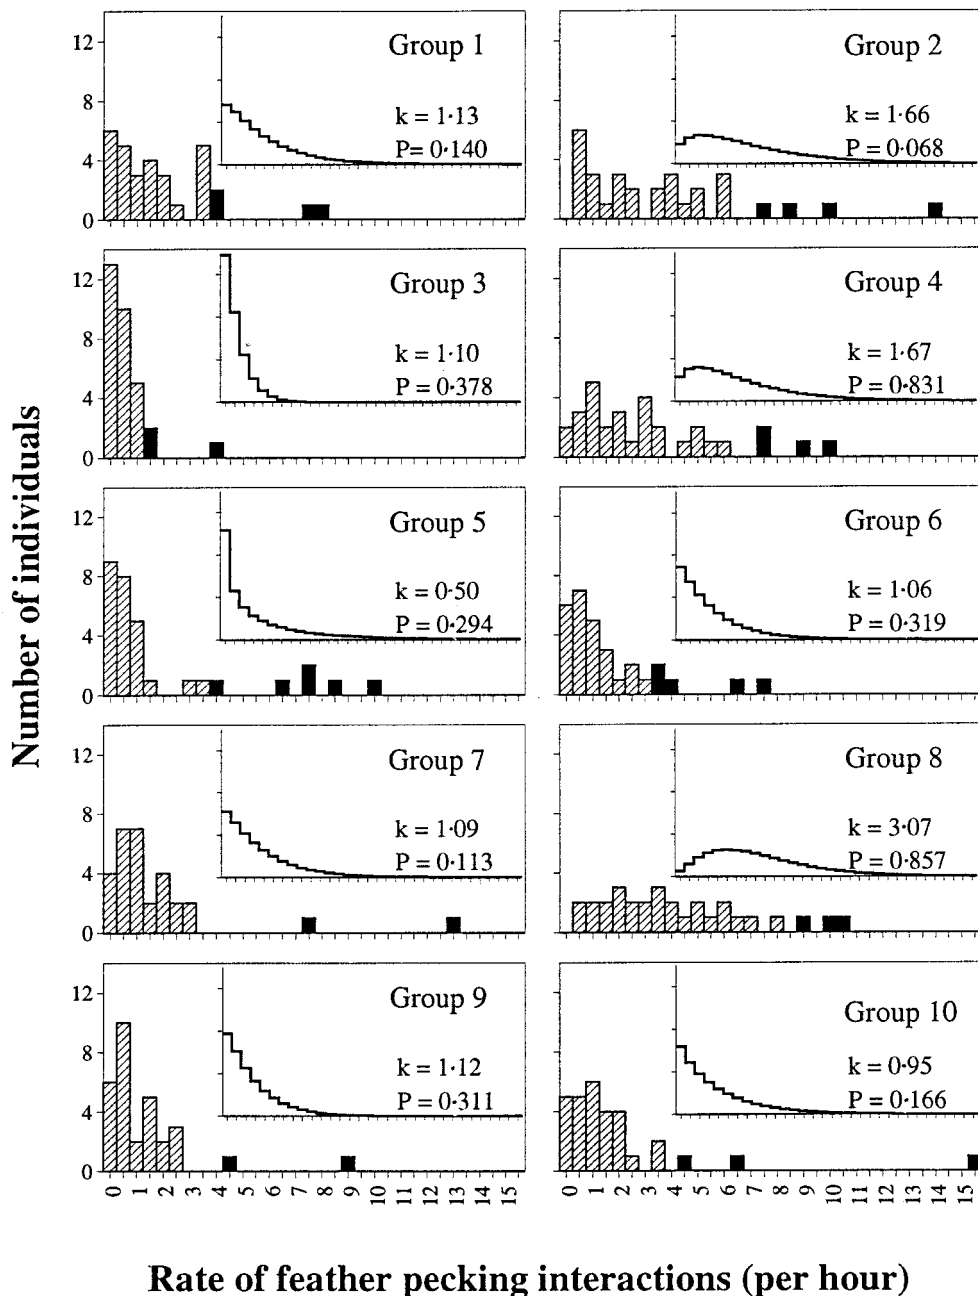 Number of individuals
12
8
4
0
Group 1
k = 1·13
P= 0·140
Group 2
k = 1·66
P = 0·068
12
8
4
0
Group 3
k = 1·10
P = 0·378
Group 4
k = 1·67
P = 0·831
12
8
4
0
Group 5
k = 0·50
P = 0·294
Group 6
k = 1·06
P = 0·319
12
8
4
0
Group 7
k = 1·09
P = 0·113
Group 8
k = 3·07
P = 0·857
12
8
4
0
Group 9
k = 1·12
P = 0·311
Group 10
k = 0·95
P = 0·166
0 1 2 3 4 5 6 7 8 9 10 11 12 13 14 15
0 1 2 3 4 5 6 7 8 9 10 11 12 13 14 15
Rate of feather pecking interactions (per hour)